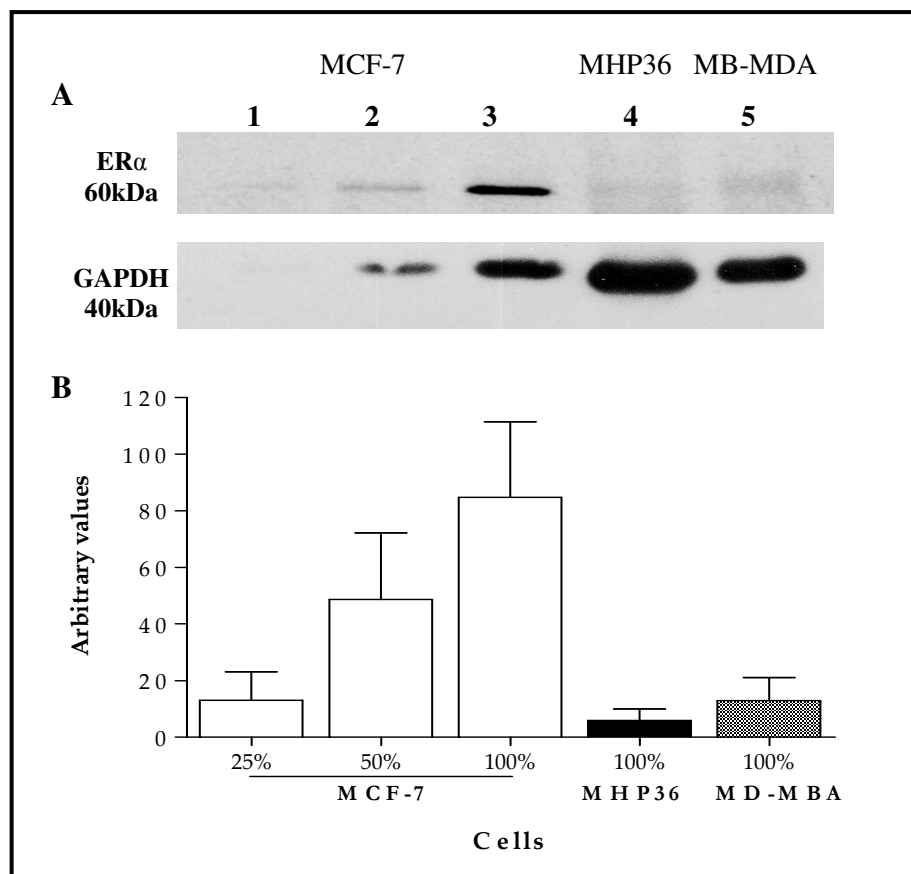 MCF-7 MHP36 MB-MDA
A
1 2 3 4 5
ERα
60kDa
GAPDH
40kDa
B
120
100
80
60
40
20
0
Arbitrary values
25% 50% 100% 100% 100%
MCF-7 MHP36 MD-MBA
Cells